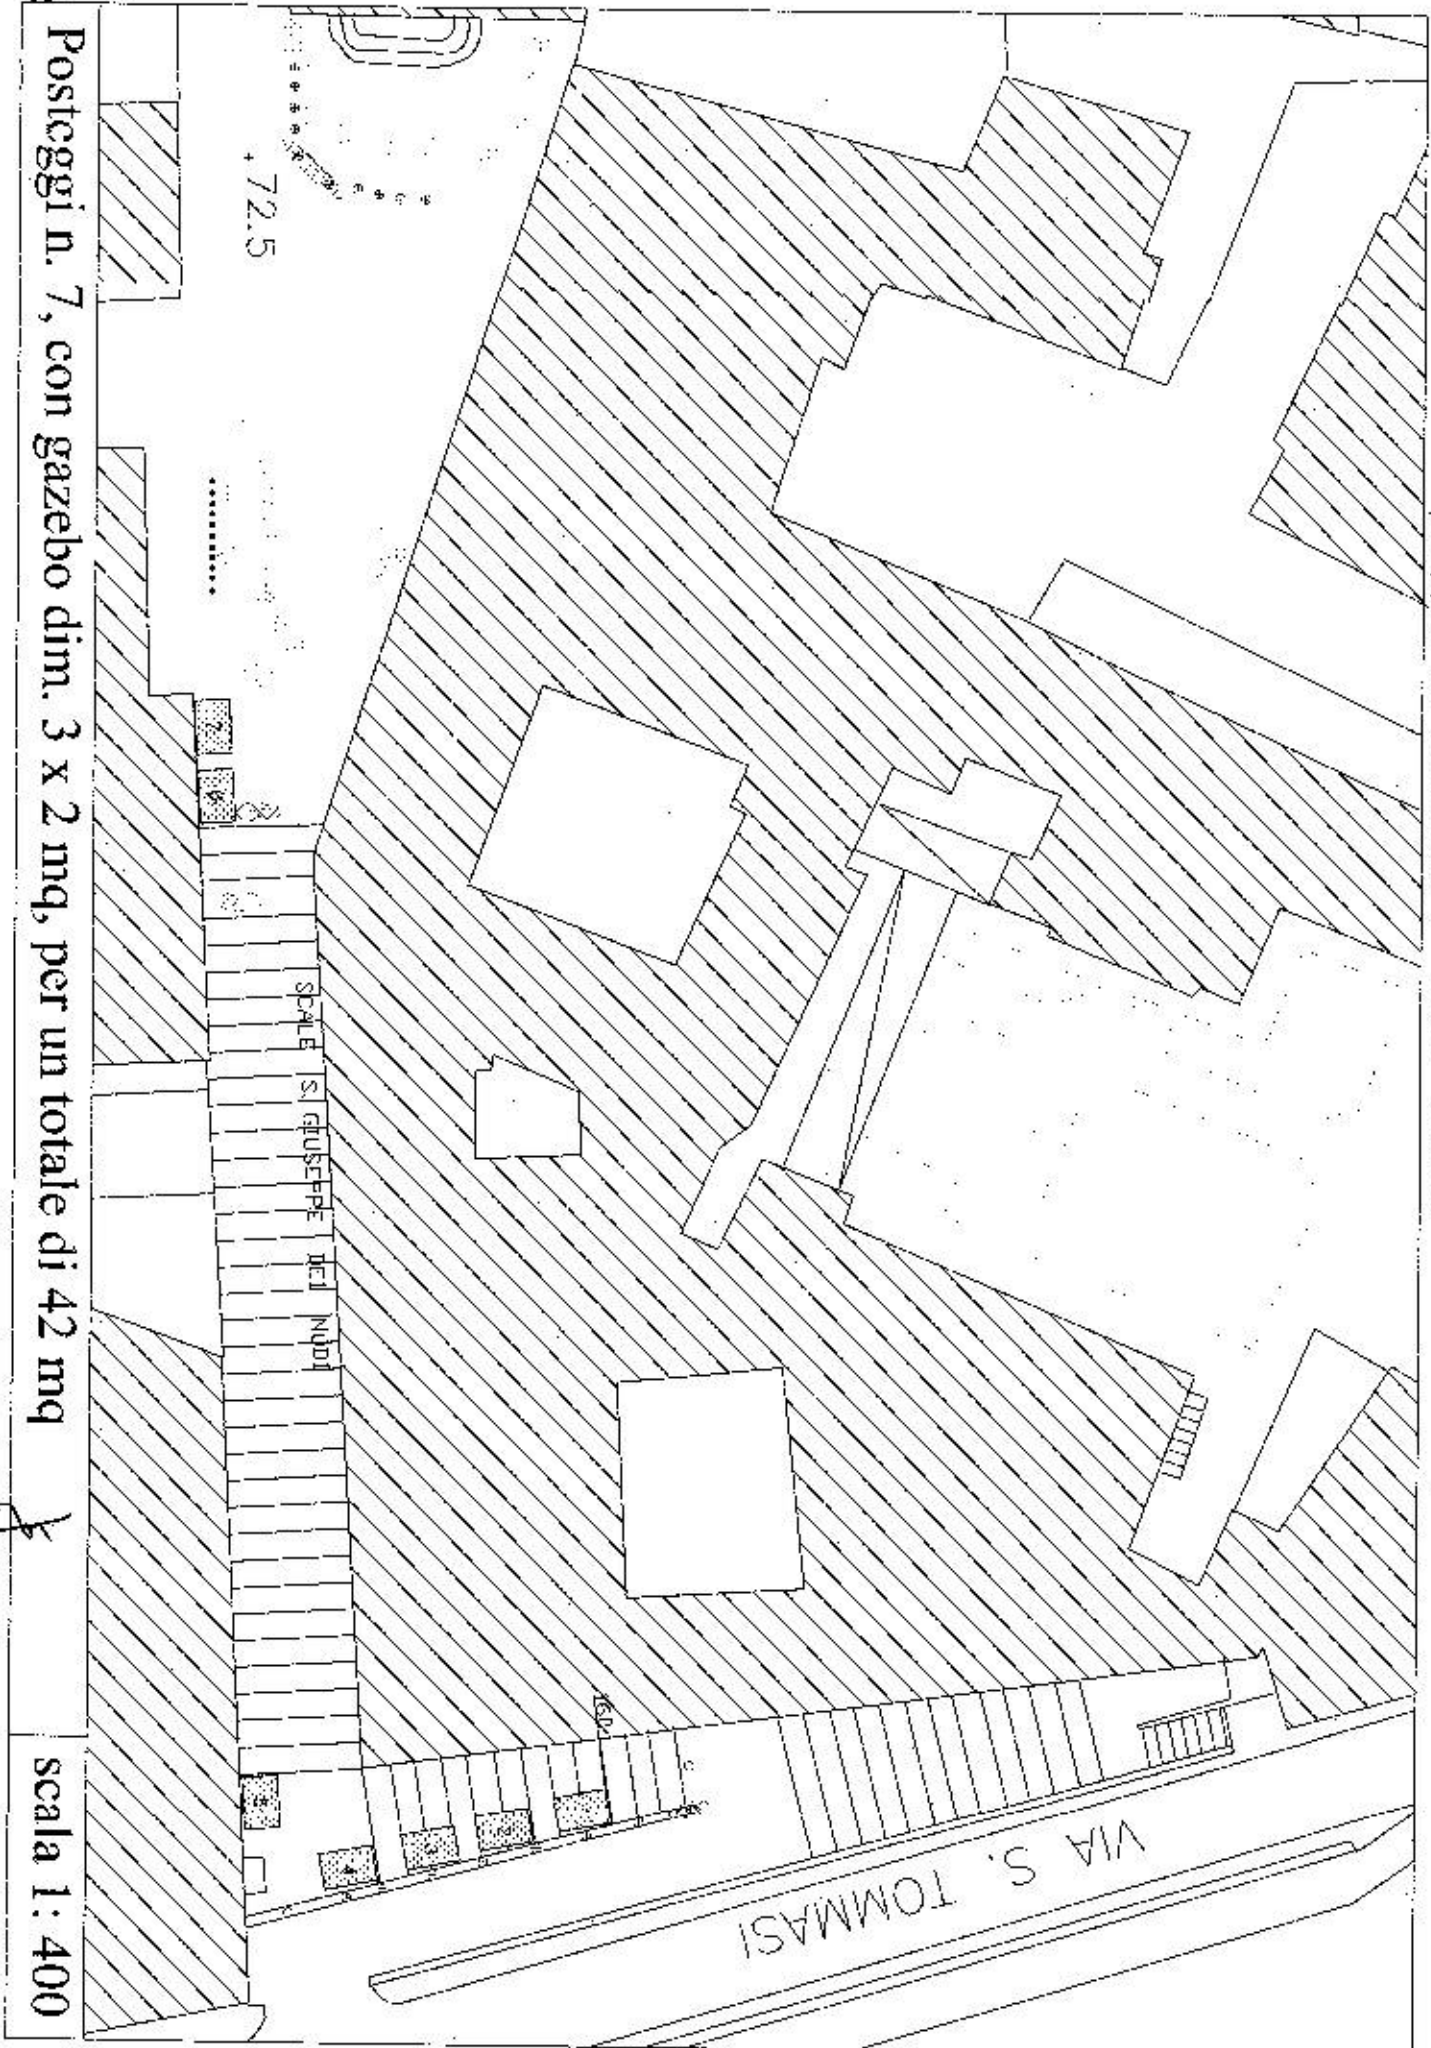 + 72.5
SCALE S. GIUSEPPE DEI NUDI
VIA S. TOMMASI
Posteggi n. 7, con gazebo dim. 3 x 2 mq, per un totale di 42 mq
scala 1: 400